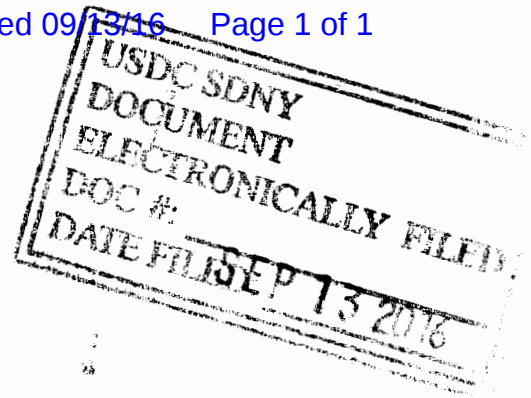 ed 09/13/16 Page 1 of 1
USDC SDNY
DOCUMENT
ELECTRONICALLY FILED
DOC #:
DATE FILED: SEP 13 2016